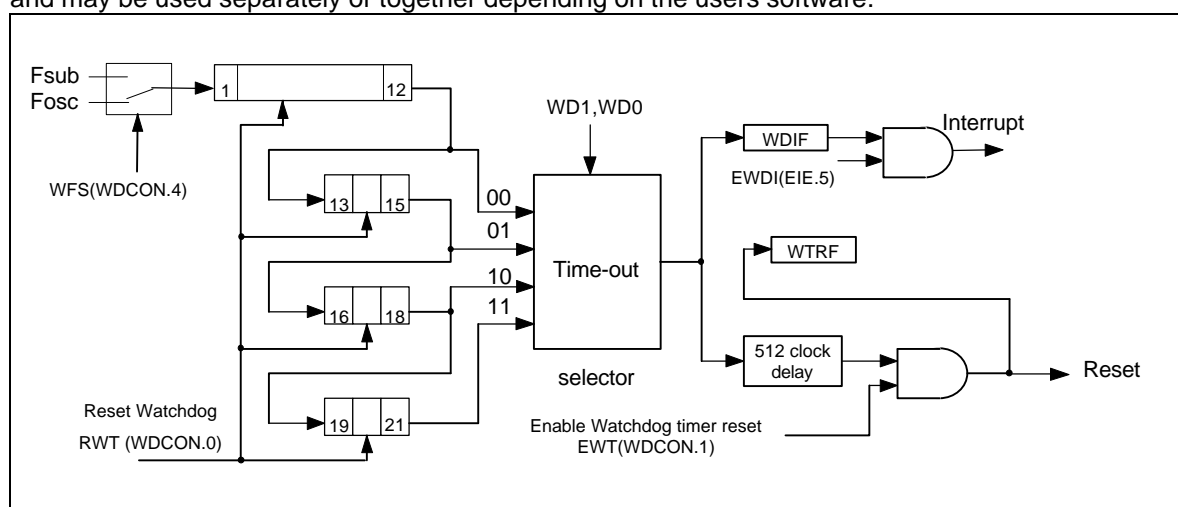 and may be used separately or together depending on the users software.
Fsub
Fosc
1
12
WFS(WDCON.4)
13
15
16
18
19
21
Reset Watchdog
RWT (WDCON.0)
WD1,WD0
00
01
10
11
Time-out
selector
WDIF
EWDI(EIE.5)
Interrupt
WTRF
512 clock
delay
Reset
Enable Watchdog timer reset
EWT(WDCON.1)